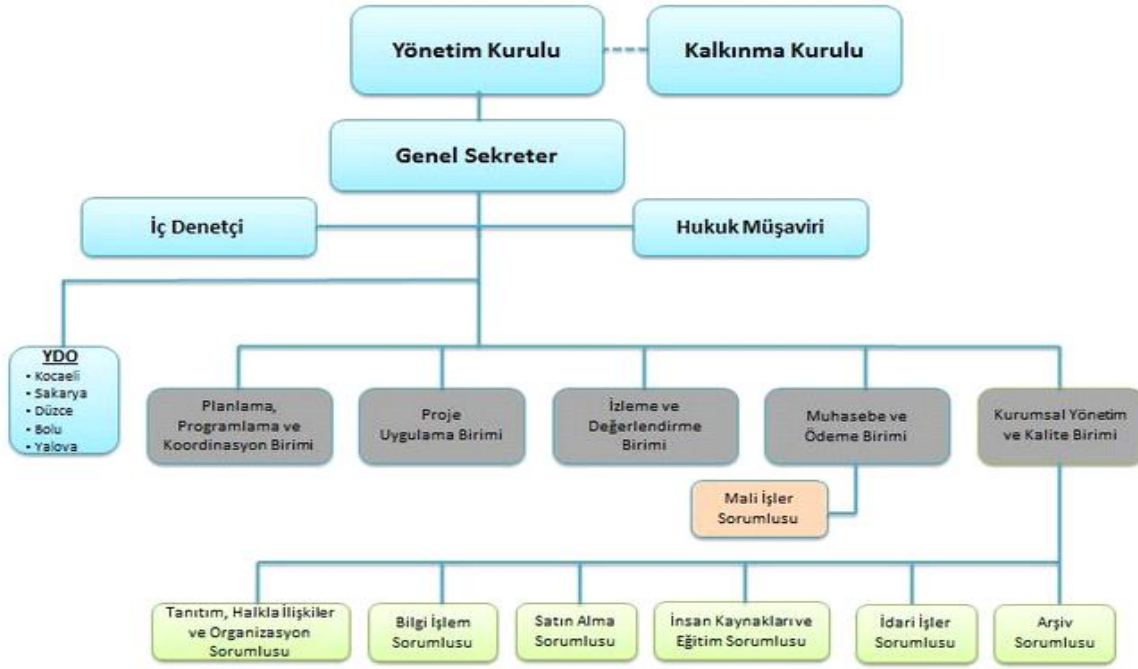 Yönetim Kurulu
Kalkınma Kurulu
Genel Sekreter
İç Denetçi
Hukuk Müşaviri
YDO
• Kocaeli
• Sakarya
• Düzce
• Bolu
• Yalova
Planlama,
Programlama ve
Koordinasyon Birimi
Proje
Uygulama Birimi
İzleme ve
Değerlendirme
Birimi
Muhasebe ve
Ödeme Birimi
Kurumsal Yönetim
ve Kalite Birimi
Mali İşler
Sorumlusu
Tanıtım, Halkla İlişkiler
ve Organizasyon
Sorumlusu
Bilgi İşlem
Sorumlusu
Satın Alma
Sorumlusu
İnsan Kaynakları ve
Eğitim Sorumlusu
İdari İşler
Sorumlusu
Arşiv
Sorumlusu